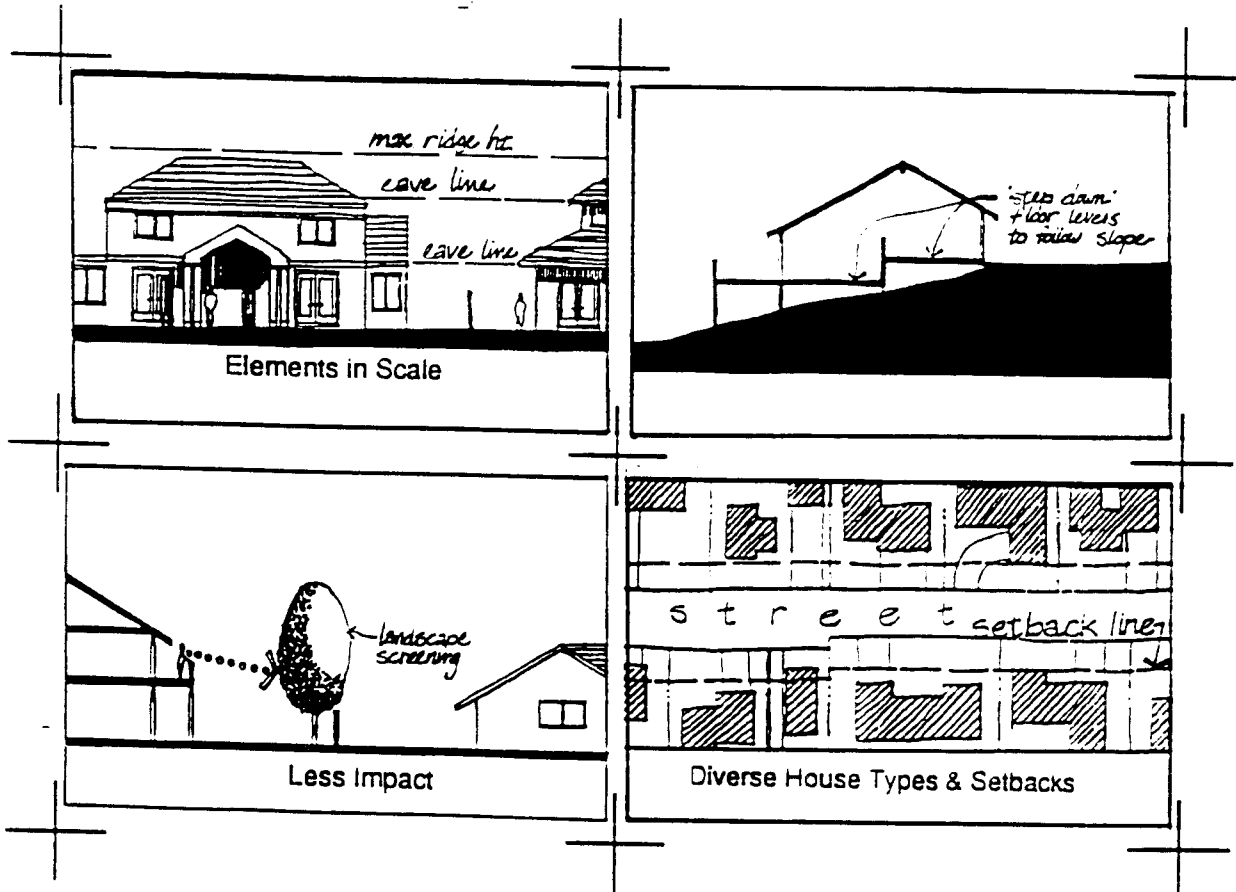 max ridge ht.
eave line
eave line
Elements in Scale
'step down'
floor levels
to follow slope
landscape
screening
Less Impact
street
setback line
Diverse House Types & Setbacks